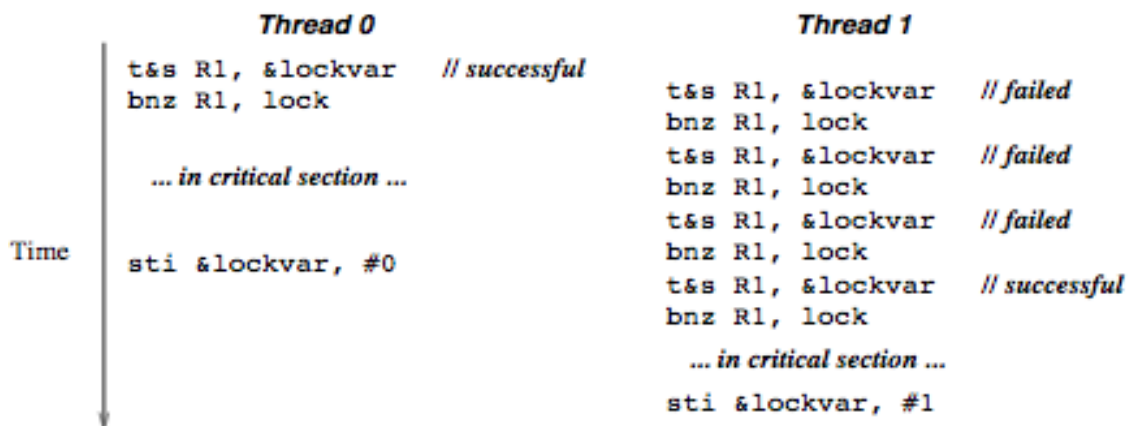 Thread 0
t&s R1, &lockvar // successful
bnz R1, lock
... in critical section ...
sti &lockvar, #0
Time
Thread 1
t&s R1, &lockvar // failed
bnz R1, lock
t&s R1, &lockvar // failed
bnz R1, lock
t&s R1, &lockvar // failed
bnz R1, lock
t&s R1, &lockvar // successful
bnz R1, lock
... in critical section ...
sti &lockvar, #1